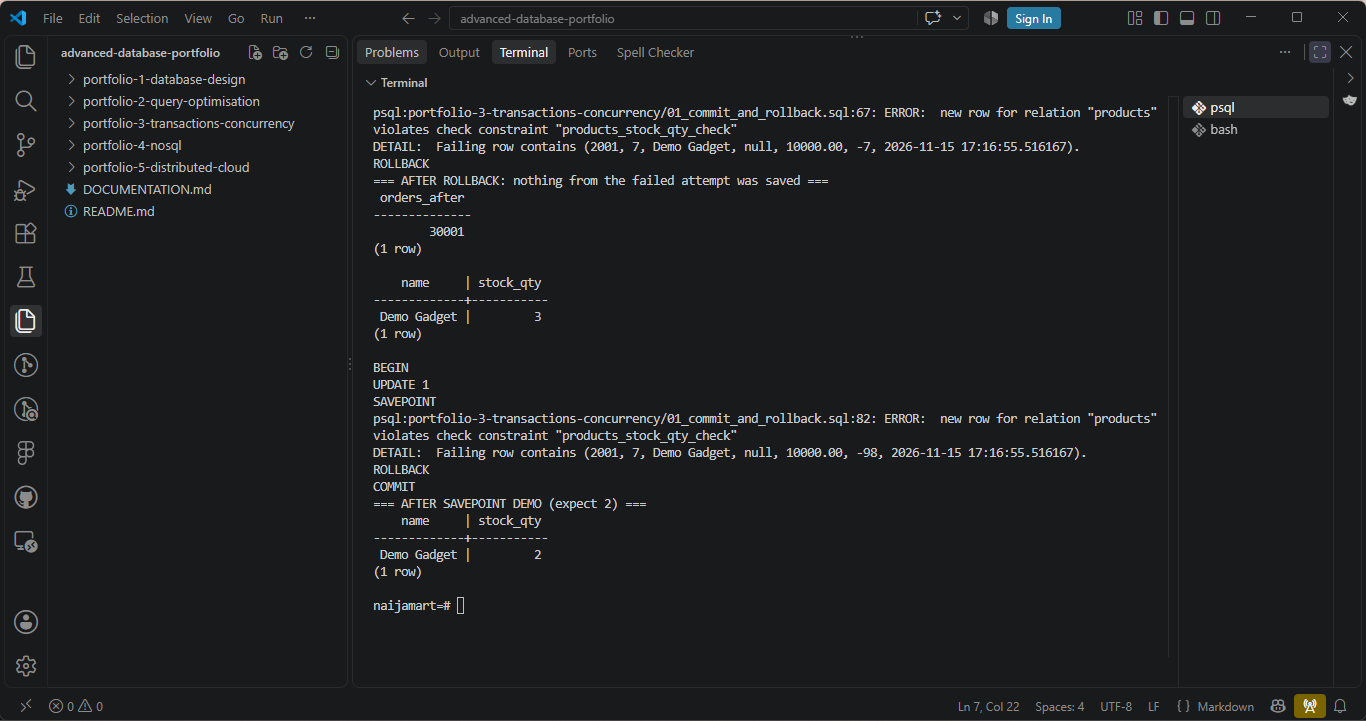 File Edit Selection View Go Run ···
advanced-database-portfolio
Sign In
advanced-database-portfolio
portfolio-1-database-design
portfolio-2-query-optimisation
portfolio-3-transactions-concurrency
portfolio-4-nosql
portfolio-5-distributed-cloud
DOCUMENTATION.md
README.md
Problems Output Terminal Ports Spell Checker
Terminal
psql:portfolio-3-transactions-concurrency/01_commit_and_rollback.sql:67: ERROR:  new row for relation "products"
violates check constraint "products_stock_qty_check"
DETAIL:  Failing row contains (2001, 7, Demo Gadget, null, 10000.00, -7, 2026-11-15 17:16:55.516167).
ROLLBACK
=== AFTER ROLLBACK: nothing from the failed attempt was saved ===
 orders_after
--------------
        30001
(1 row)
    name     | stock_qty
-------------+-----------
 Demo Gadget |         3
(1 row)
BEGIN
UPDATE 1
SAVEPOINT
psql:portfolio-3-transactions-concurrency/01_commit_and_rollback.sql:82: ERROR:  new row for relation "products"
violates check constraint "products_stock_qty_check"
DETAIL:  Failing row contains (2001, 7, Demo Gadget, null, 10000.00, -98, 2026-11-15 17:16:55.516167).
ROLLBACK
COMMIT
=== AFTER SAVEPOINT DEMO (expect 2) ===
    name     | stock_qty
-------------+-----------
 Demo Gadget |         2
(1 row)
naijamart=#
psql
bash
0 0
Ln 7, Col 22 Spaces: 4 UTF-8 LF {} Markdown